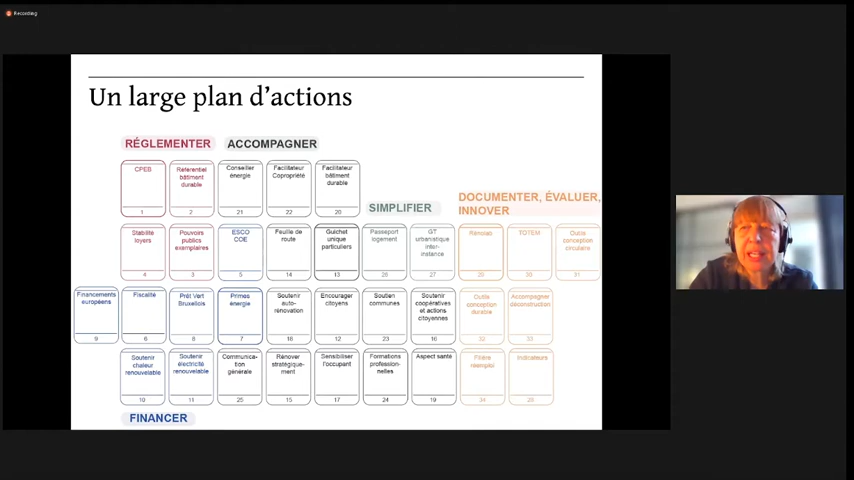 Recording
Un large plan d'actions
RÉGLEMENTER
ACCOMPAGNER
CPEB
1
Référentiel
bâtiment
durable
2
Conseiller
énergie
21
Facilitateur
Copropriété
22
Facilitateur
bâtiment
durable
20
SIMPLIFIER
DOCUMENTER, ÉVALUER,
INNOVER
Stabilité
loyers
4
Pouvoirs
publics
exemplaires
3
ESCO
COE
5
Feuille de
route
14
Guichet
unique
particuliers
13
Passeport
logement
26
GT
urbanistique
inter-
instance
27
Rénolab
29
TOTEM
30
Outils
conception
circulaire
31
Financements
européens
9
Fiscalité
6
Prêt Vert
Bruxellois
8
Primes
énergie
7
Soutenir
auto-
rénovation
18
Encourager
citoyens
12
Soutien
communes
23
Soutenir
coopératives
et actions
citoyennes
16
Outils
conception
durable
32
Accompagner
déconstruction
33
Soutenir
chaleur
renouvelable
10
Soutenir
électricité
renouvelable
11
Communica-
tion
générale
25
Rénover
stratégique-
ment
15
Sensibiliser
l'occupant
17
Formations
profession-
nelles
24
Aspect santé
19
Filière
réemploi
34
Indicateurs
28
FINANCER